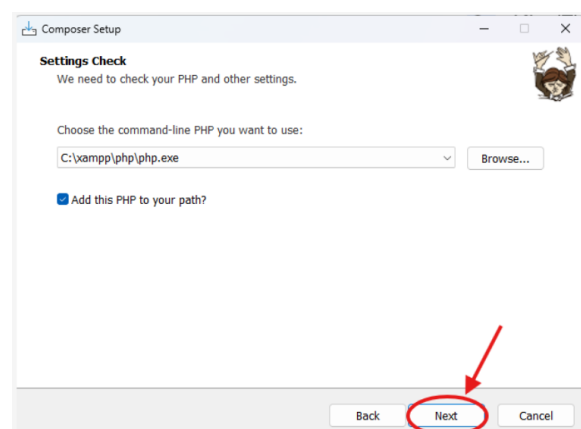 Composer Setup
Settings Check
We need to check your PHP and other settings.
Choose the command-line PHP you want to use:
C:\xampp\php\php.exe
Browse...
Add this PHP to your path?
Back Next Cancel